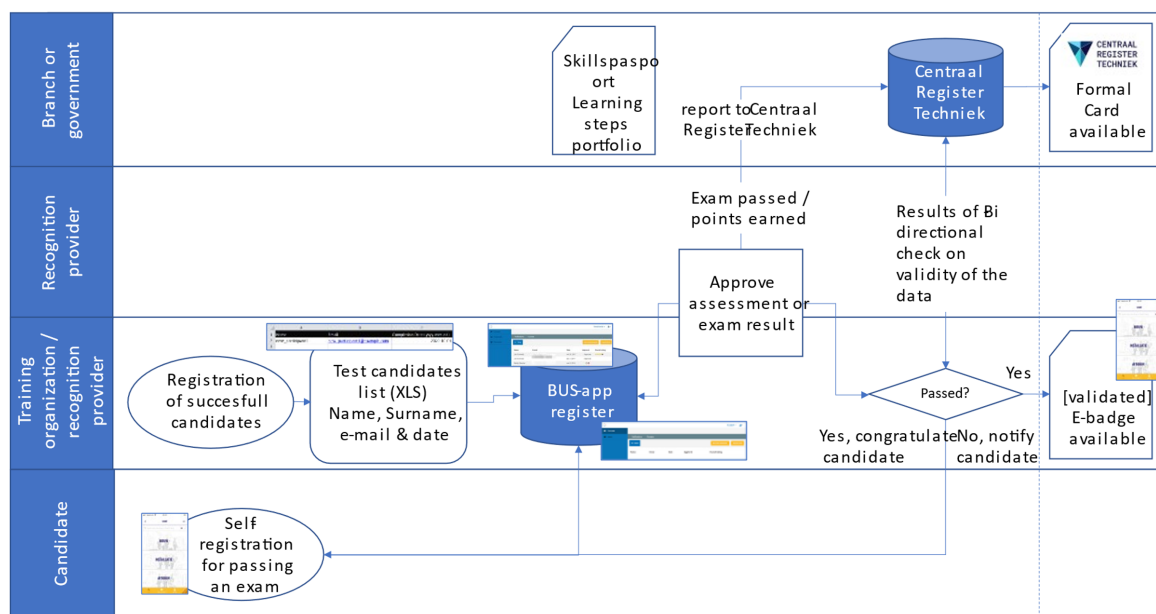 Branch or
government
Skillspaspo
ort
Learning
steps
portfolio
report to Centraal
Register Techniek
Centraal
Register
Techniek
CENTRAAL
REGISTER
TECHNIEK
Formal
Card
available
Recognition
provider
Exam passed /
points earned
Approve
assessment or
exam result
Results of Bi
directional
check on
validity of the
data
Training
organization /
recognition
provider
Registration
of succesfull
candidates
Test candidates
list (XLS)
Name, Surname,
e-mail & date
BUS-app
register
Passed?
Yes
Yes, congratulate
candidate
No, notify
candidate
[validated]
E-badge
available
Candidate
Self
registration
for passing
an exam